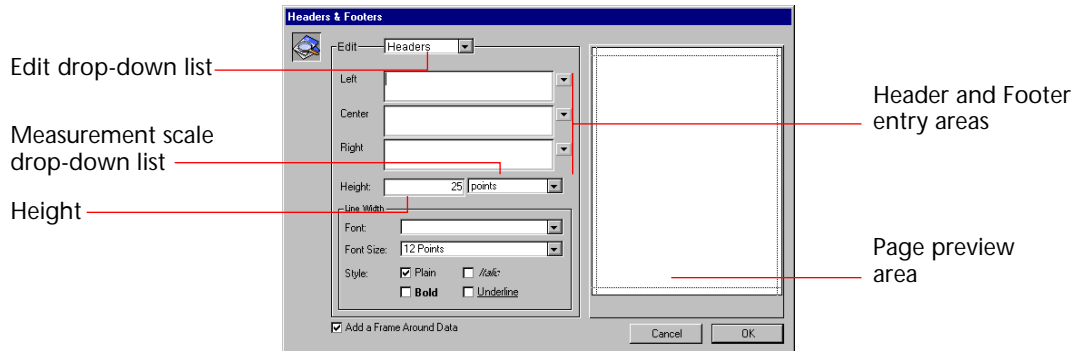 Headers & Footers
Edit drop-down list
Edit
Headers
Left
Center
Right
Header and Footer
entry areas
Measurement scale
drop-down list
Height: 25 points
Height
Line Width
Font:
Font Size: 12 Points
Style: Plain Italic
Bold Underline
Page preview
area
Add a Frame Around Data
Cancel OK